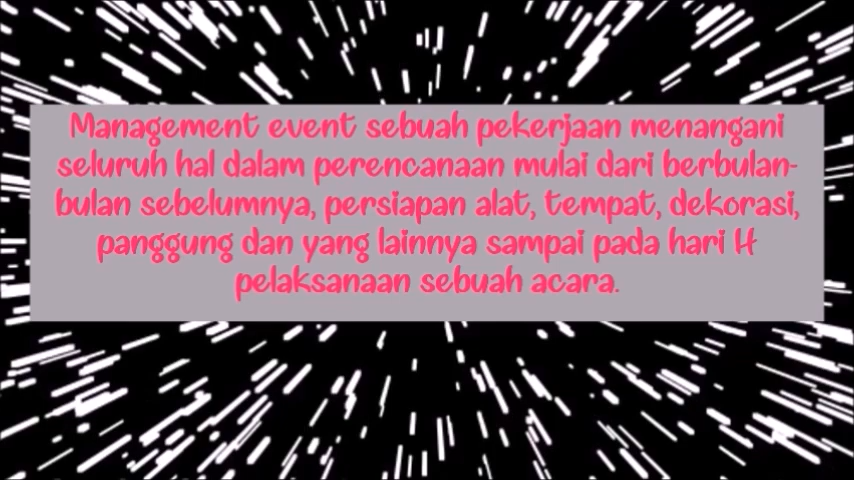 Management event sebuah pekerjaan menangani
seluruh hal dalam perencanaan mulai dari berbulan-
bulan sebelumnya, persiapan alat, tempat, dekorasi,
panggung dan yang lainnya sampai pada hari H
pelaksanaan sebuah acara.